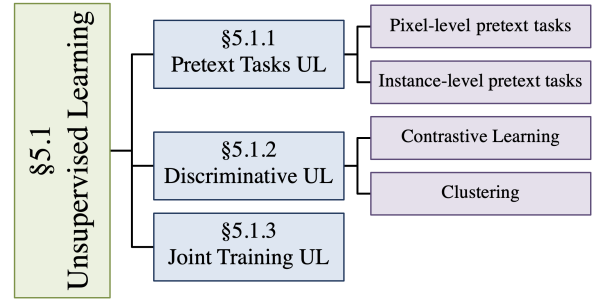 §5.1
Unsupervised Learning
§5.1.1
Pretext Tasks UL
Pixel-level pretext tasks
Instance-level pretext tasks
§5.1.2
Discriminative UL
Contrastive Learning
Clustering
§5.1.3
Joint Training UL